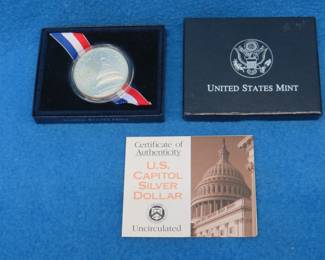 UNITED STATES MINT
Certificate of
Authenticity
U.S.
CAPITOL
SILVER
DOLLAR
Uncirculated